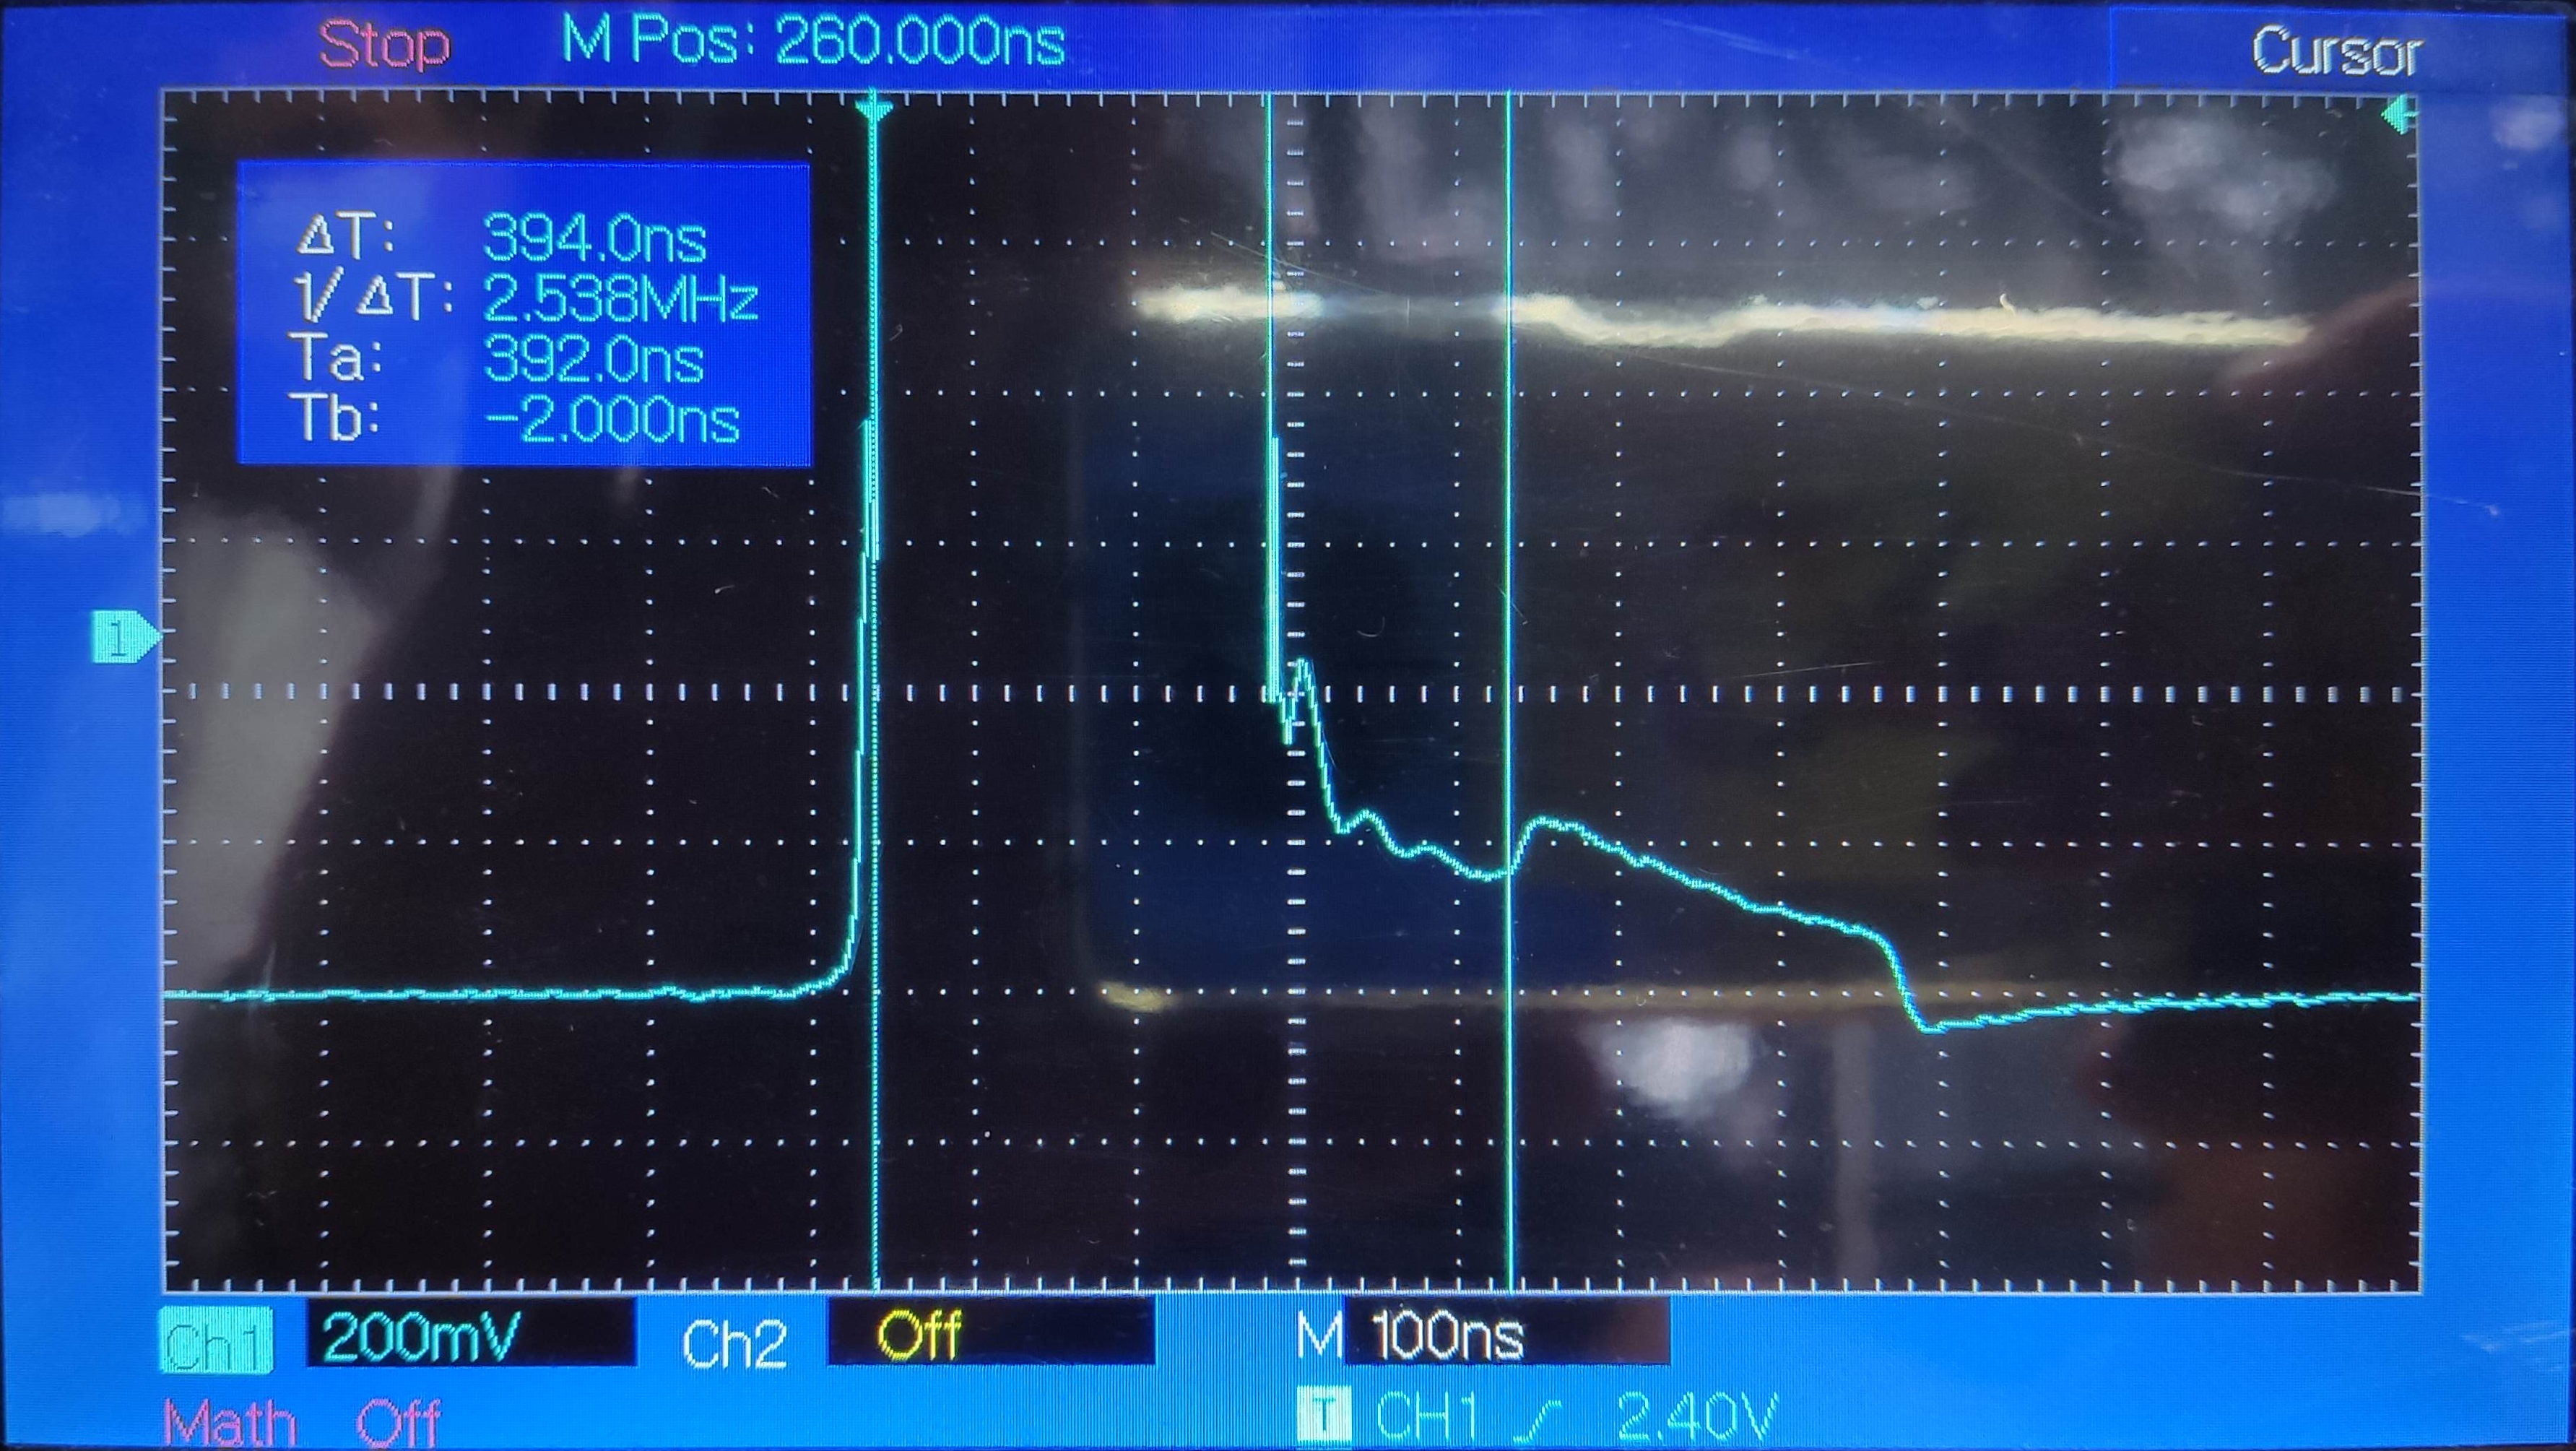 Stop M Pos: 260.000ns Cursor
ΔT: 394.0ns
1/ΔT: 2.538MHz
Ta: 392.0ns
Tb: -2.000ns
1
Ch1 200mV Ch2 Off M 100ns
Math Off T CH1 2.40V